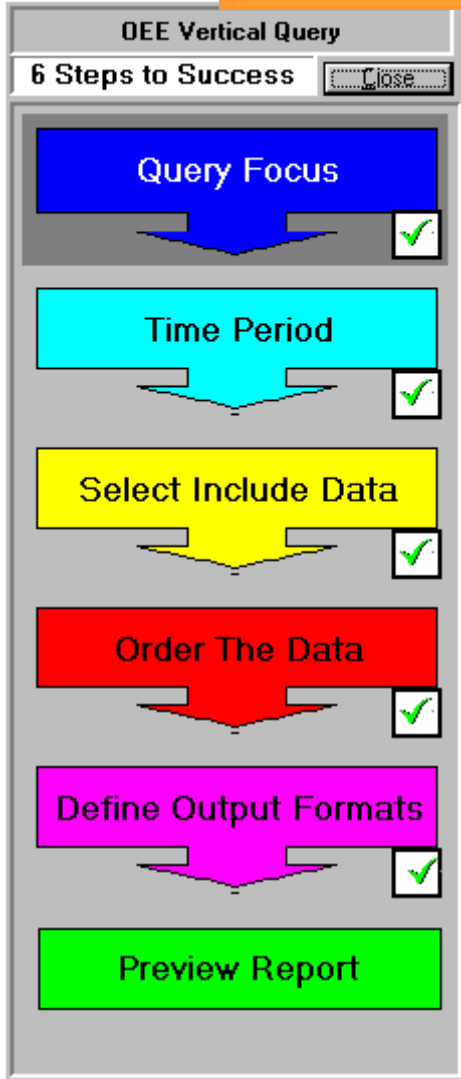 OEE Vertical Query
6 Steps to Success
Close
Query Focus
Time Period
Select Include Data
Order The Data
Define Output Formats
Preview Report